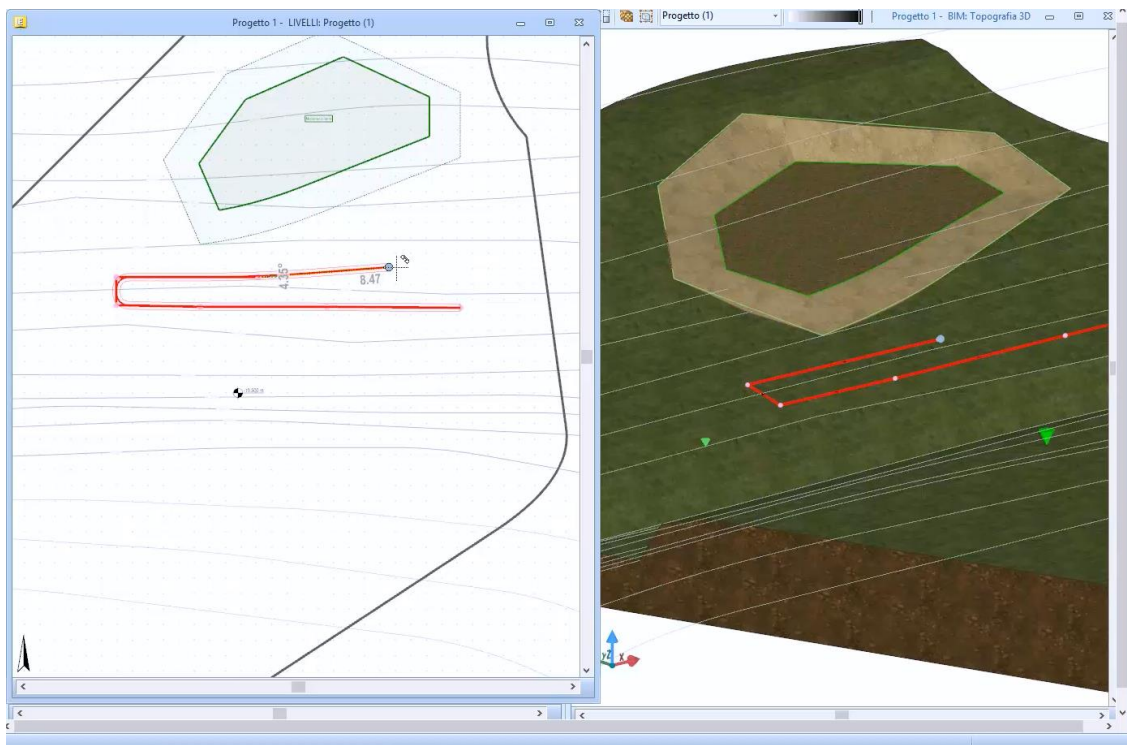 Progetto 1 - LIVELLI: Progetto (1)
Progetto (1)
Progetto 1 - BIM: Topografia 3D
4.35°
8.47
Z
X